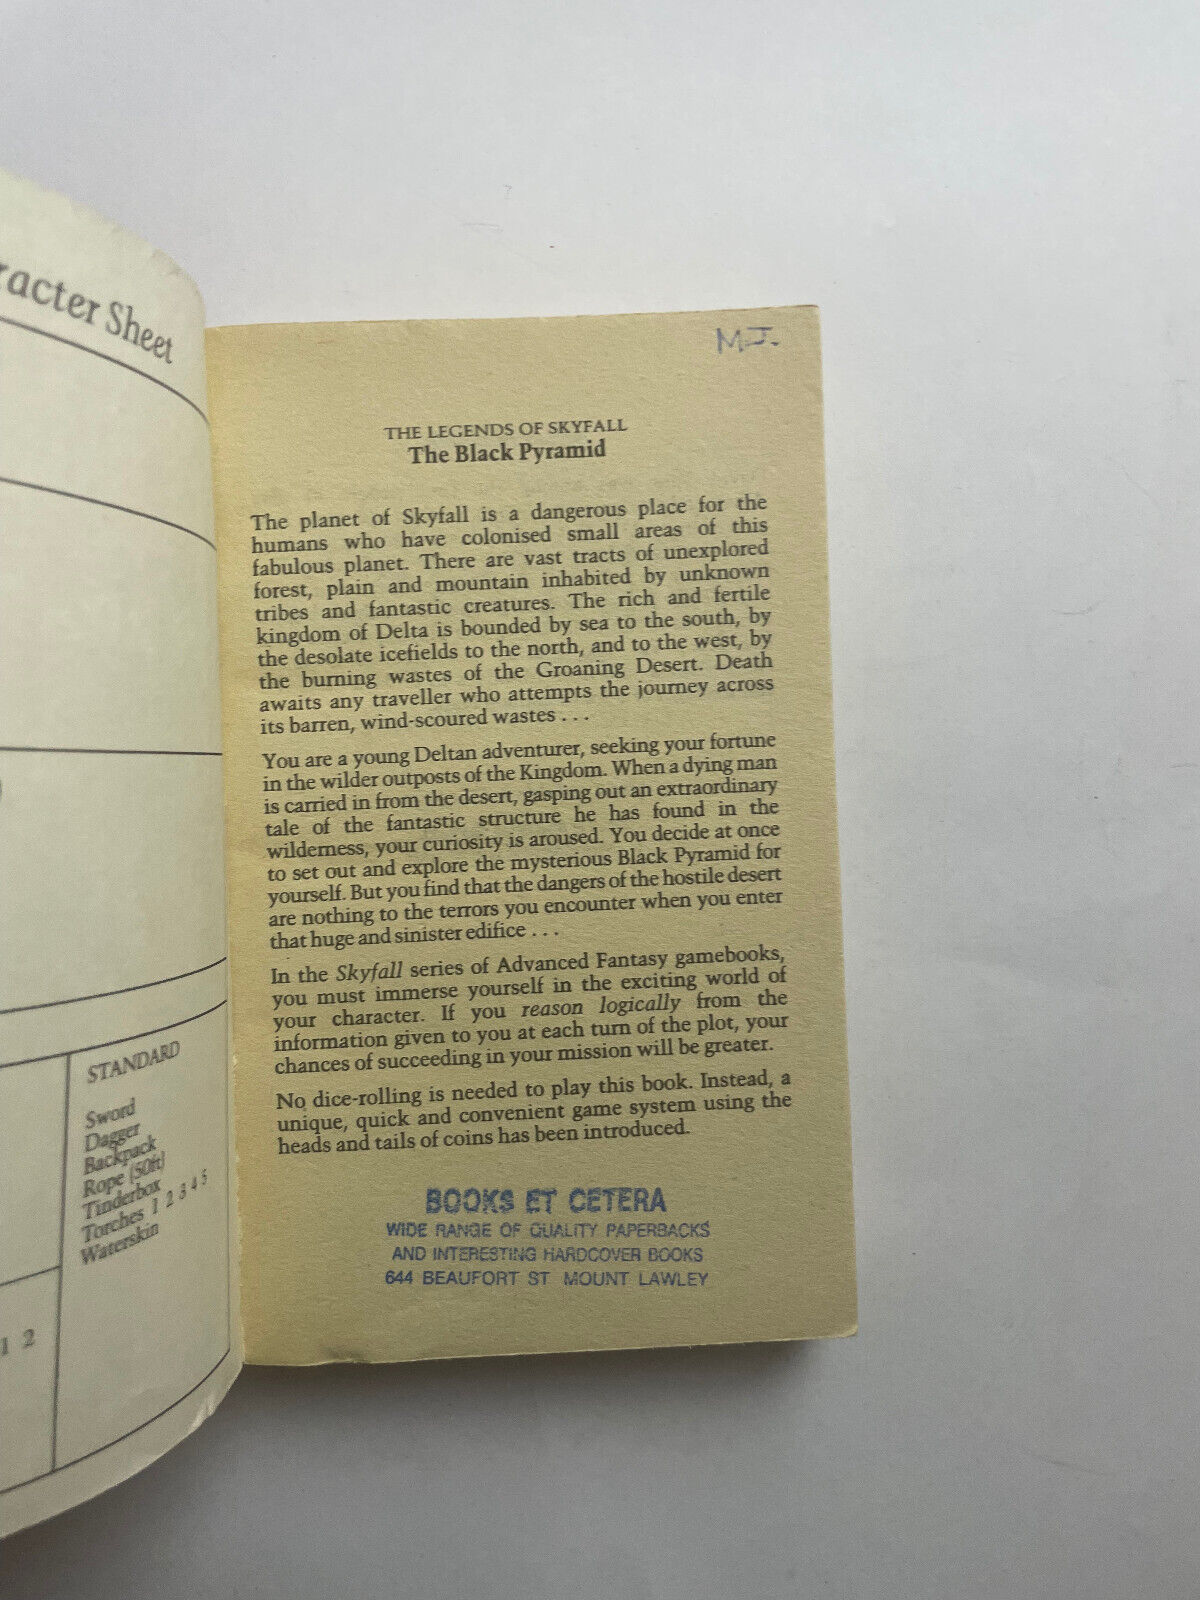 racter Sheet
STANDARD
Sword
Dagger
Backpack
Rope (50ft)
Tinderbox
Torches 1 2 3 4 5
Waterskin
1 2
M-J.
THE LEGENDS OF SKYFALL
The Black Pyramid
The planet of Skyfall is a dangerous place for the
humans who have colonised small areas of this
fabulous planet. There are vast tracts of unexplored
forest, plain and mountain inhabited by unknown
tribes and fantastic creatures. The rich and fertile
kingdom of Delta is bounded by sea to the south, by
the desolate icefields to the north, and to the west, by
the burning wastes of the Groaning Desert. Death
awaits any traveller who attempts the journey across
its barren, wind-scoured wastes . . .
You are a young Deltan adventurer, seeking your fortune
in the wilder outposts of the Kingdom. When a dying man
is carried in from the desert, gasping out an extraordinary
tale of the fantastic structure he has found in the
wilderness, your curiosity is aroused. You decide at once
to set out and explore the mysterious Black Pyramid for
yourself. But you find that the dangers of the hostile desert
are nothing to the terrors you encounter when you enter
that huge and sinister edifice . . .
In the Skyfall series of Advanced Fantasy gamebooks,
you must immerse yourself in the exciting world of
your character. If you reason logically from the
information given to you at each turn of the plot, your
chances of succeeding in your mission will be greater.
No dice-rolling is needed to play this book. Instead, a
unique, quick and convenient game system using the
heads and tails of coins has been introduced.
BOOKS ET CETERA
WIDE RANGE OF QUALITY PAPERBACKS
AND INTERESTING HARDCOVER BOOKS
644 BEAUFORT ST MOUNT LAWLEY